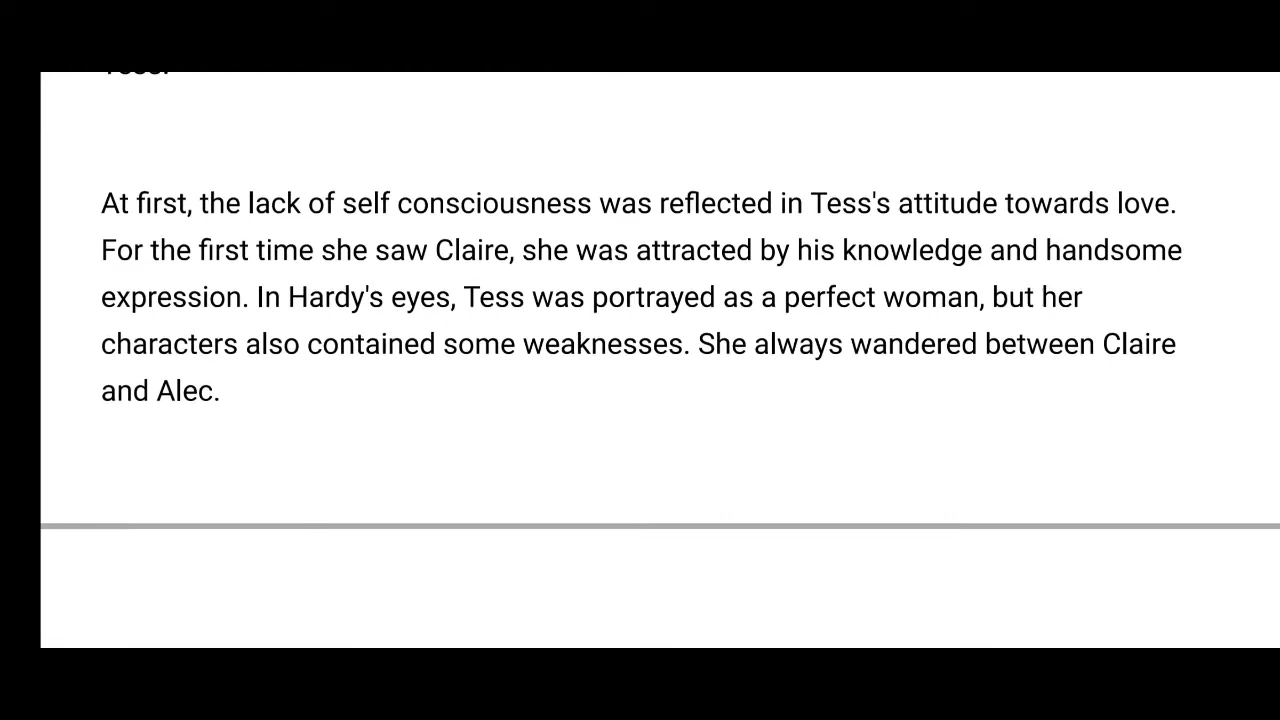 At first, the lack of self consciousness was reflected in Tess's attitude towards love.
For the first time she saw Claire, she was attracted by his knowledge and handsome
expression. In Hardy's eyes, Tess was portrayed as a perfect woman, but her
characters also contained some weaknesses. She always wandered between Claire
and Alec.